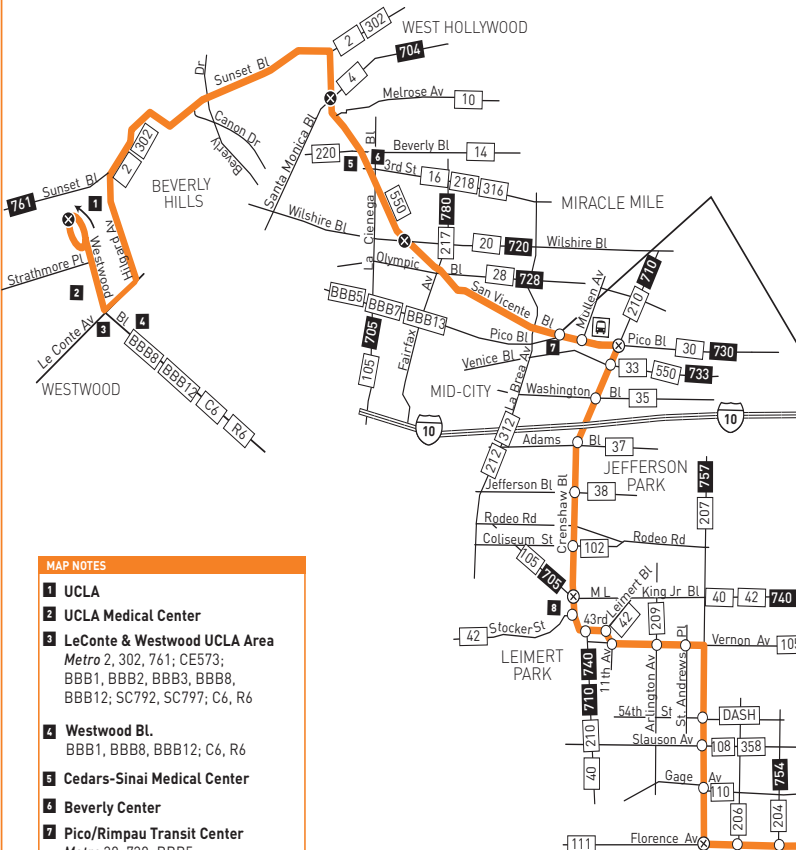 WEST HOLLYWOOD
2
302
704
4
Sunset Bl
Dr
Melrose Av
10
Canon Dr
Beverly
Santa Monica Bl
Bl
Beverly Bl
14
220
5
6
3rd St
16
218
316
2
302
BEVERLY
HILLS
550
780
MIRACLE MILE
761
Sunset Bl
1
Wilshire Bl
La Cienega
217
20
720
Wilshire Bl
Hilgard Av
Westwood
Strathmore Pl
Olympic
Bl
28
728
Mullen Av
710
210
2
San Vicente
Bl
BBB5
BBB7
BBB13
Av
Fairfax
Le Conte Av
3
Bl
4
BBB8
BBB12
C6
R6
WESTWOOD
705
105
Pico Bl
7
Pico Bl
30
730
Venice Bl
33
550
733
MID-CITY
La Brea Av
Washington
Bl
35
10
10
312
212
Adams
Bl
37
JEFFERSON
PARK
757
207
Jefferson Bl
38
Crenshaw Bl
Rodeo Rd
Rodeo Rd
Coliseum St
102
105
705
M L
King Jr Bl
40
42
740
Leimert Bl
8
43rd
42
209
42
Stocker St
LEIMERT
PARK
740
710
210
40
11th Av
Arlington Av
St. Andrews Pl
Vernon Av
105
54th
St
DASH
Slauson Av
108
358
Gage
Av
110
754
204
206
111
Florence Av
MAP NOTES
1 UCLA
2 UCLA Medical Center
3 LeConte & Westwood UCLA Area
Metro 2, 302, 761; CE573;
BBB1, BBB2, BBB3, BBB8,
BBB12; SC792, SC797; C6, R6
4 Westwood Bl.
BBB1, BBB8, BBB12; C6, R6
5 Cedars-Sinai Medical Center
6 Beverly Center
7 Pico/Rimpau Transit Center